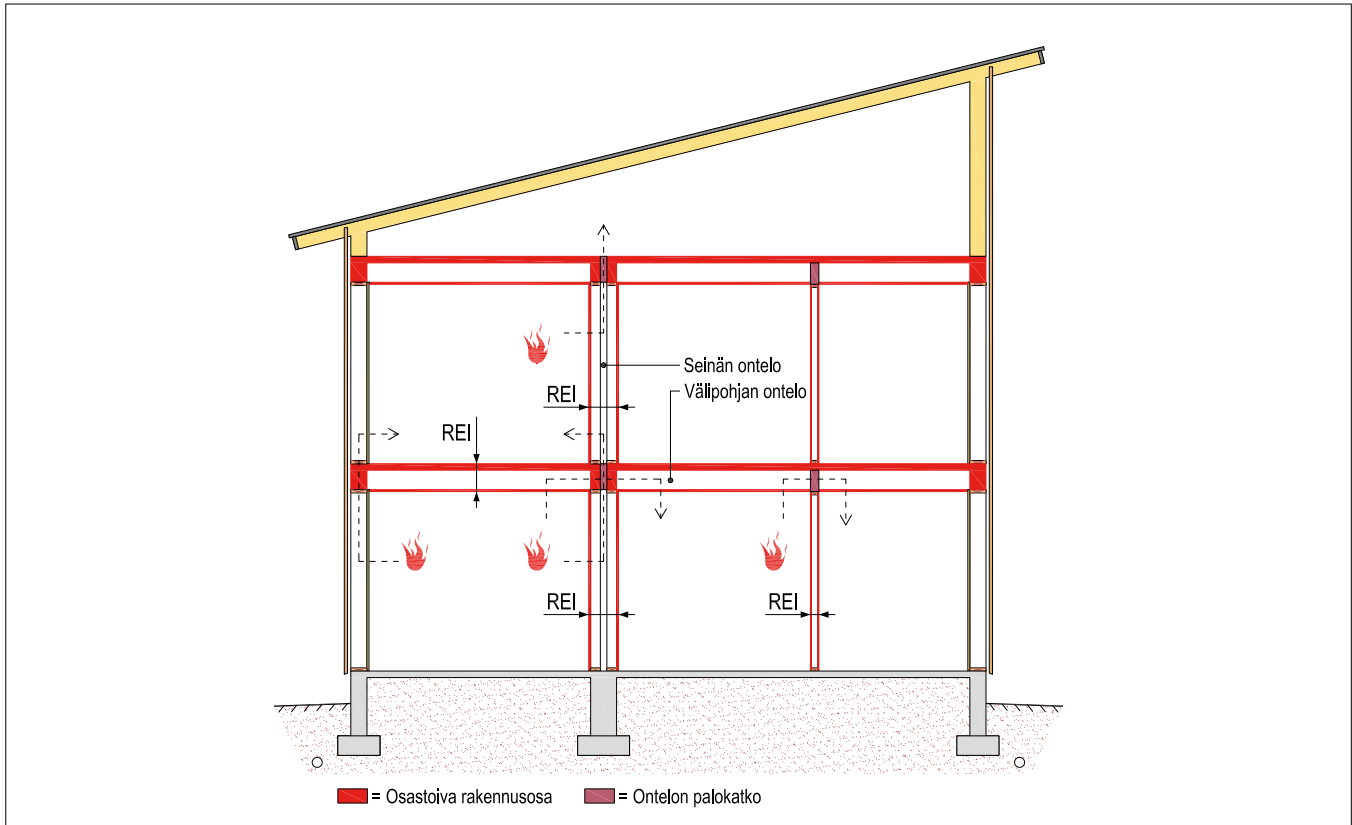 Seinän ontelo
Välipohjan ontelo
REI
REI
REI
REI
= Osastoiva rakennusosa
= Ontelon palokatko